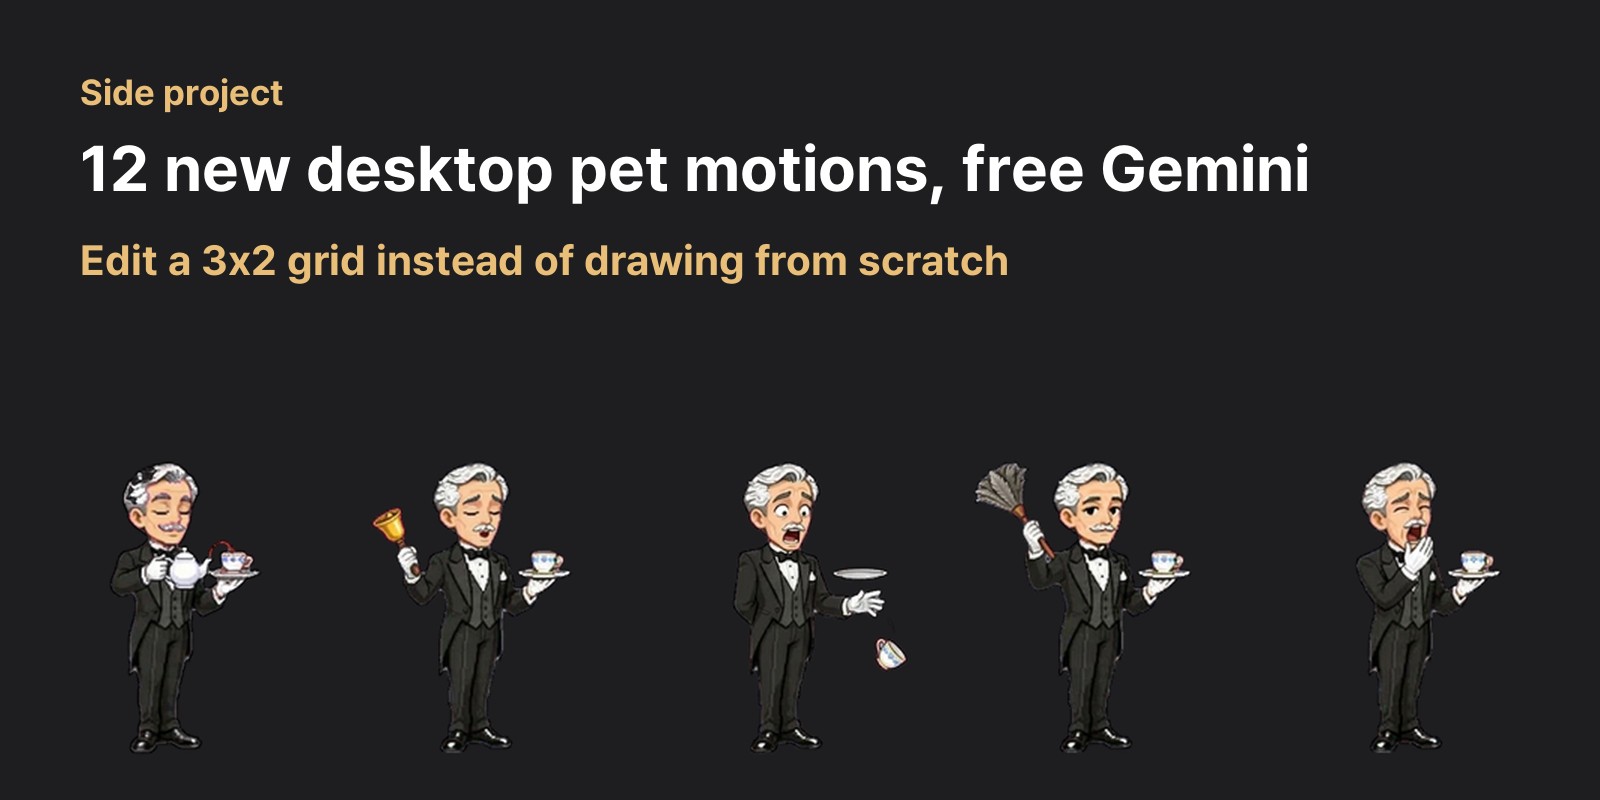 Side project
12 new desktop pet motions, free Gemini
Edit a 3x2 grid instead of drawing from scratch